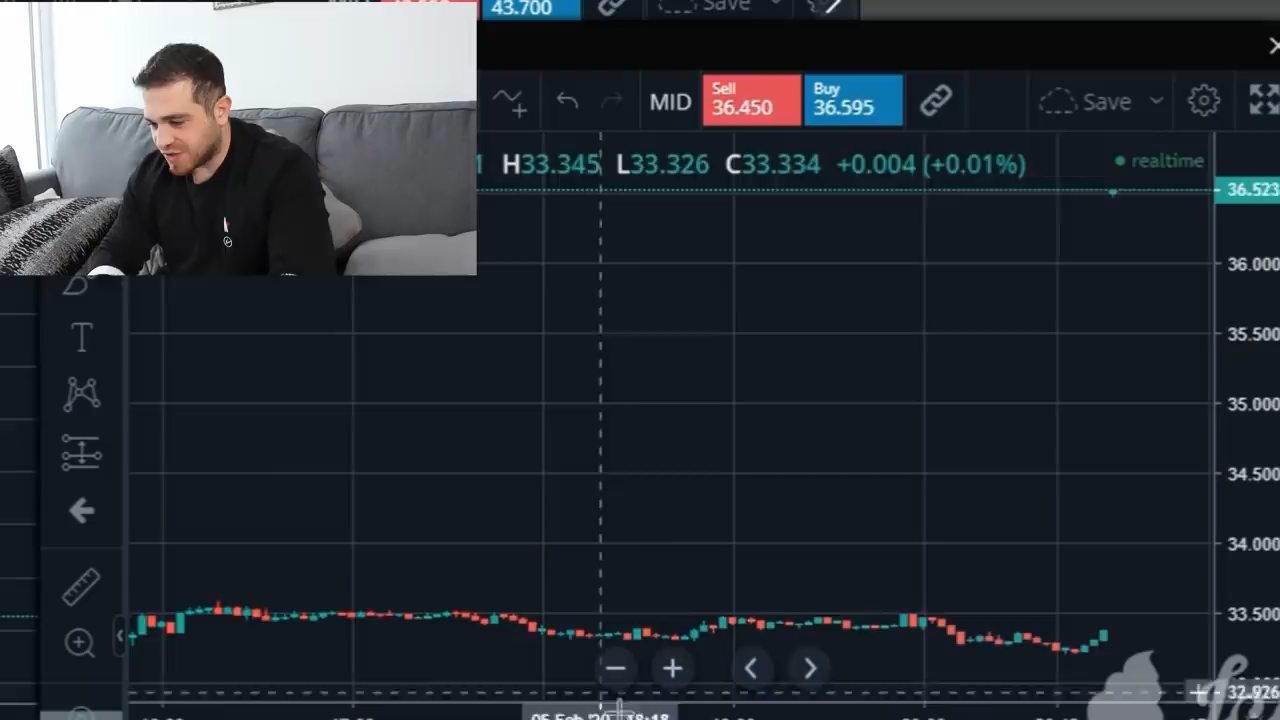 43.700
Save
MID
Sell
36.450
Buy
36.595
Save
H33.345 L33.326 C33.334 +0.004 (+0.01%)
realtime
36.523
36.000
35.500
35.000
34.500
34.000
33.500
32.926
T